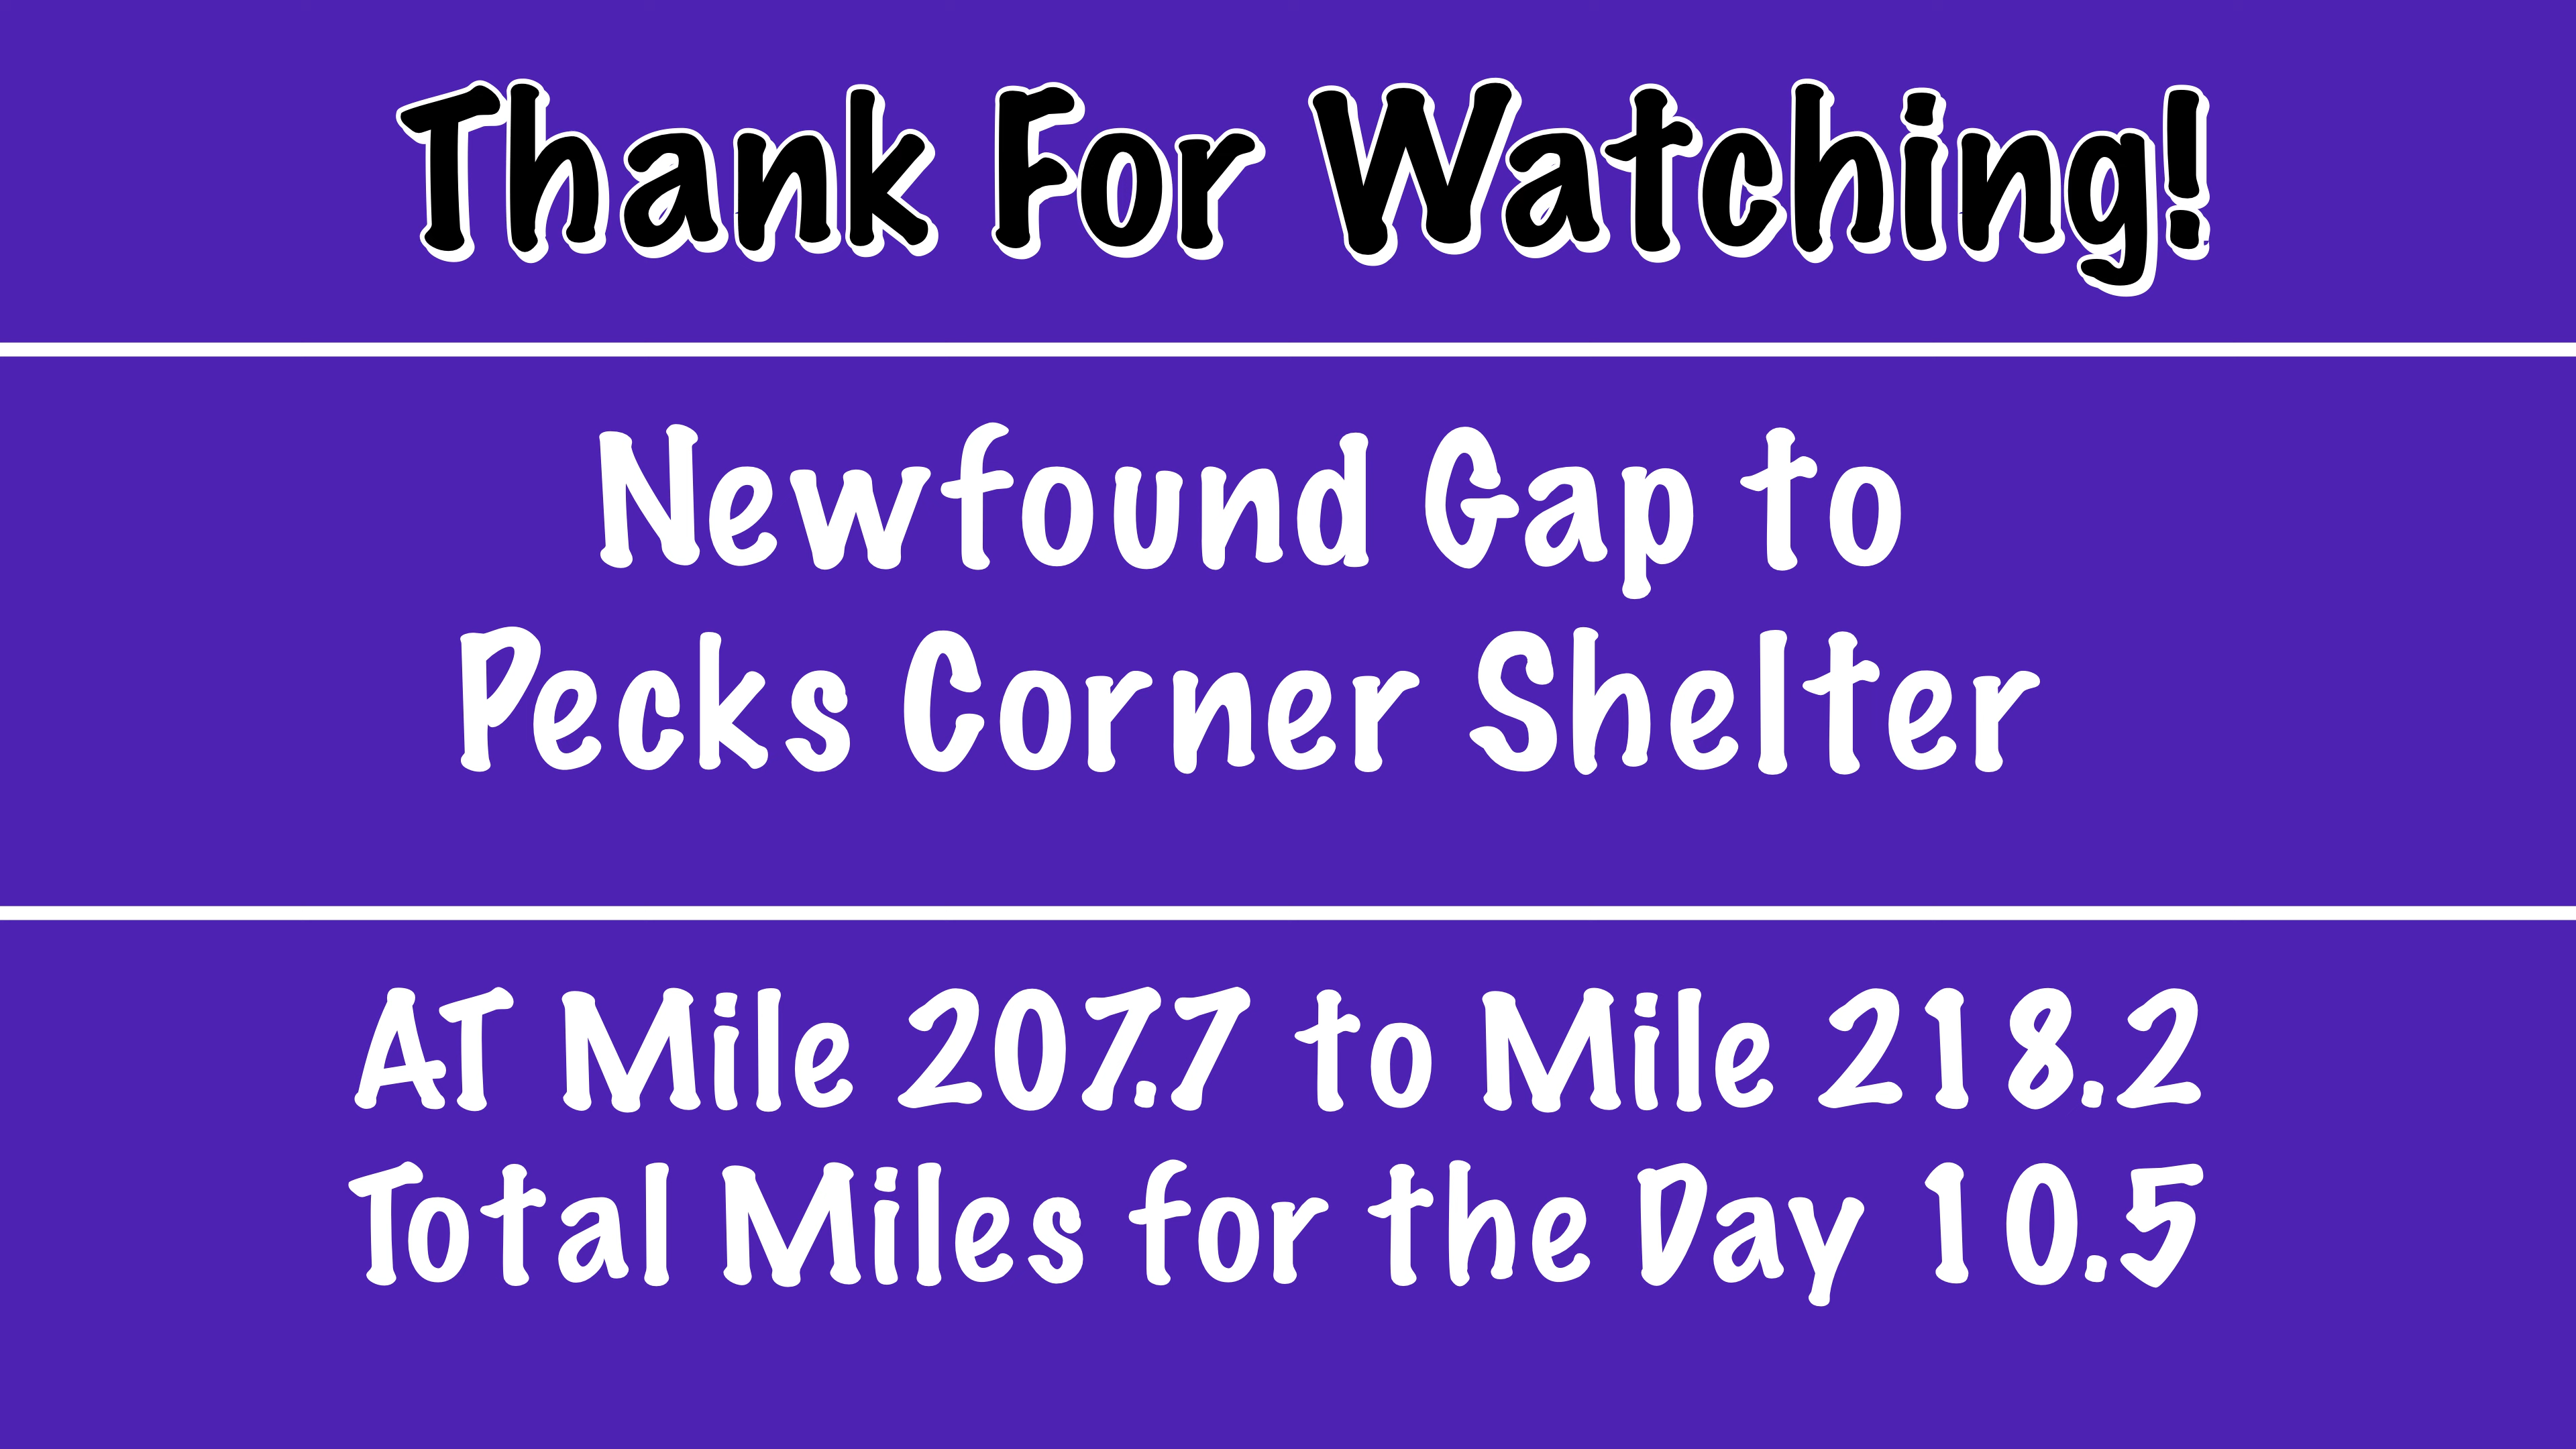 Thank For Watching!
Newfound Gap to
Pecks Corner Shelter
AT Mile 207.7 to Mile 218.2
Total Miles for the Day 10.5